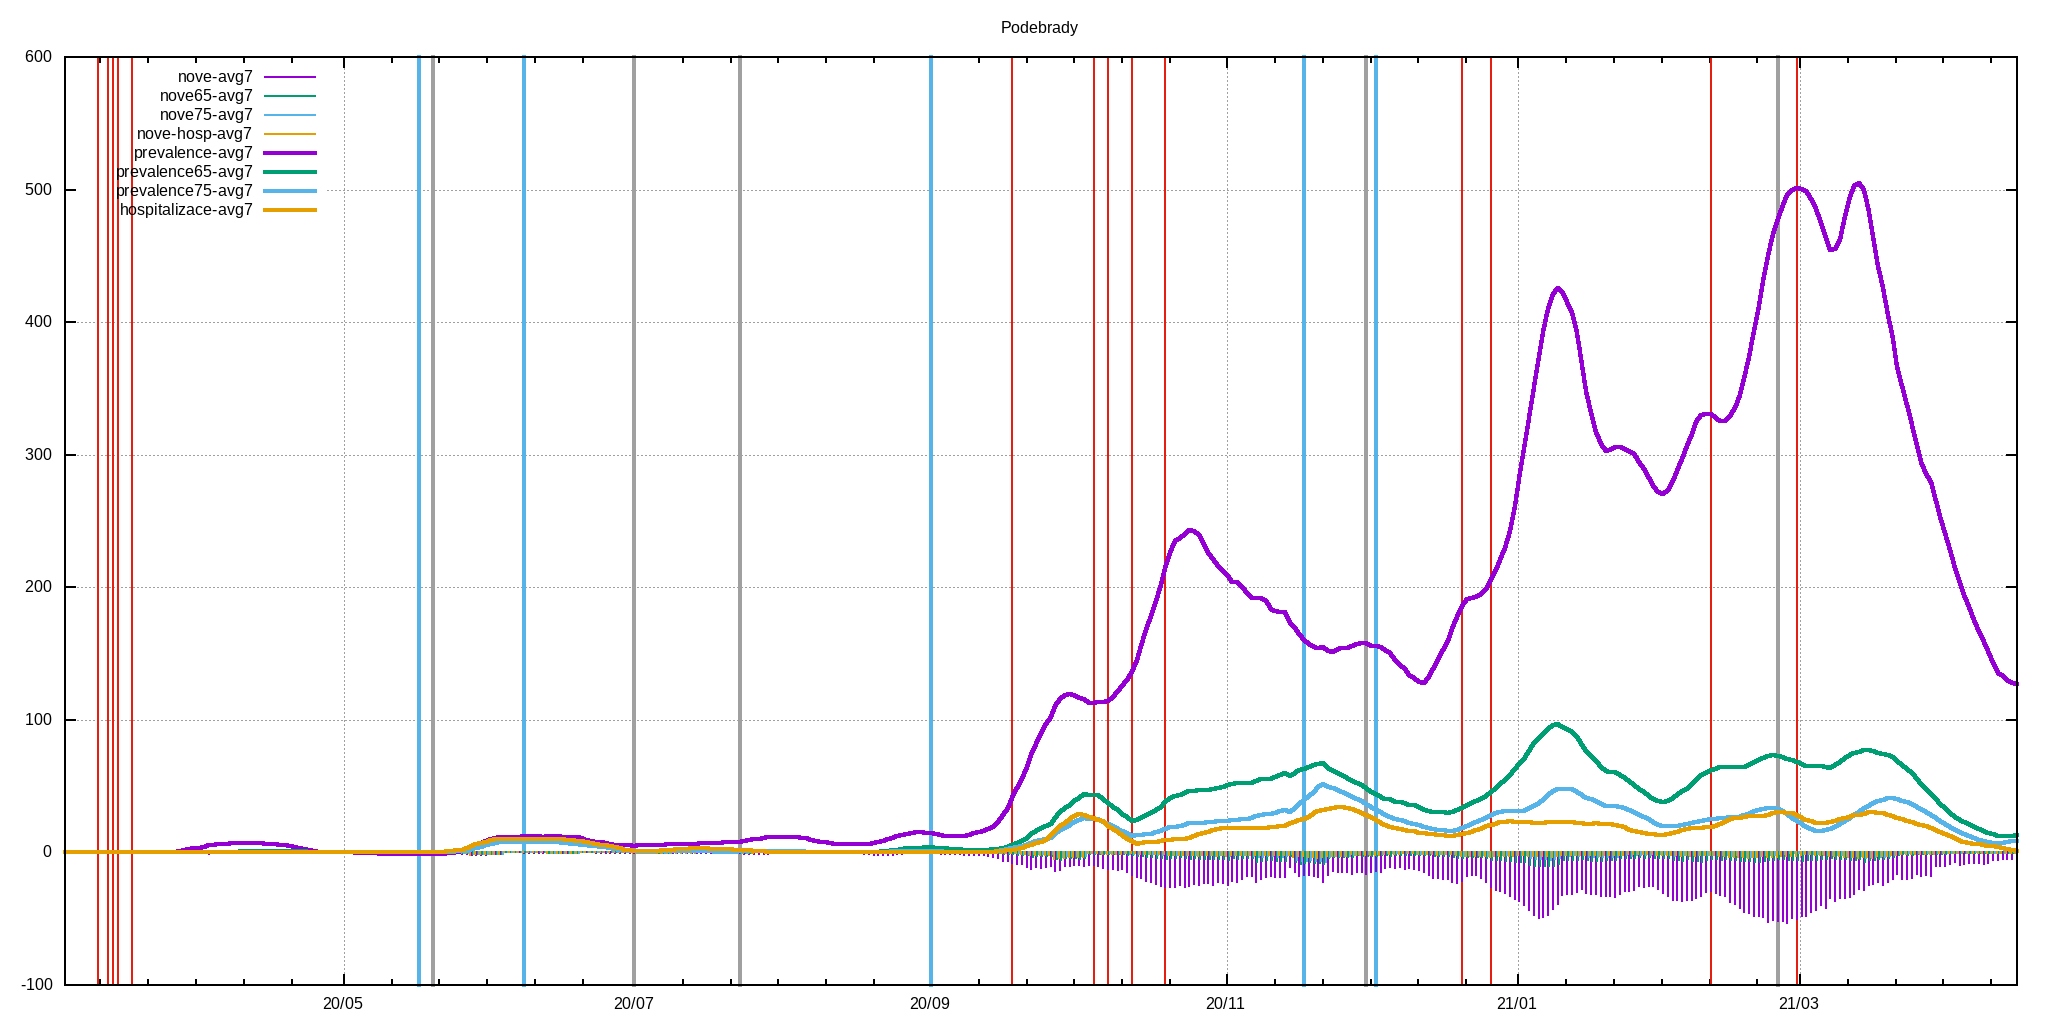 Podebrady
600
500
400
300
200
100
0
-100
nove-avg7
nove65-avg7
nove75-avg7
nove-hosp-avg7
prevalence-avg7
prevalence65-avg7
prevalence75-avg7
hospitalizace-avg7
20/05
20/07
20/09
20/11
21/01
21/03